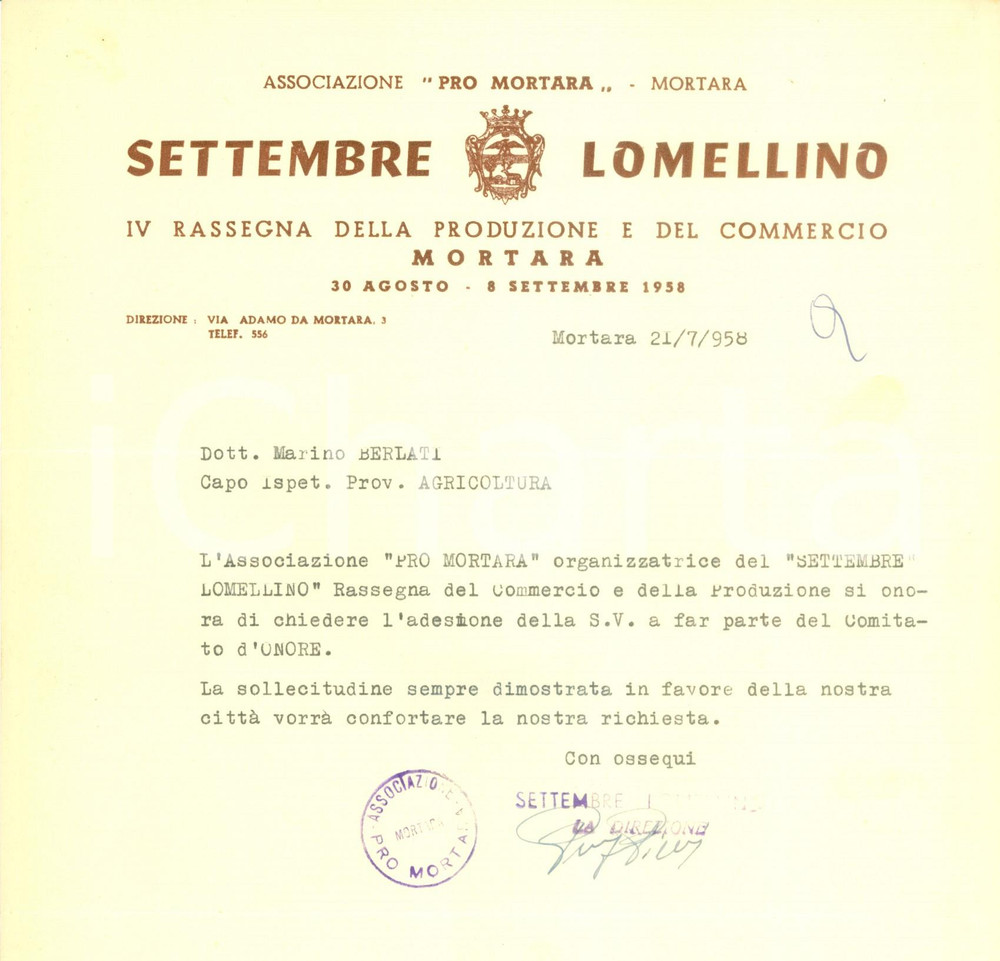 ASSOCIAZIONE "PRO MORTARA„ - MORTARA
SETTEMBRE LOMELLINO
IV RASSEGNA DELLA PRODUZIONE E DEL COMMERCIO
MORTARA
30 AGOSTO - 8 SETTEMBRE 1958
DIREZIONE : VIA ADAMO DA MORTARA, 3
TELEF. 556
Mortara 21/7/958
iCharta
Dott. Marino BERLATI
Capo Ispet. Prov. AGRICOLTURA
L'Associazione "PRO MORTARA" organizzatrice del "SETTEMBRE"
LOMELLINO" Rassegna del Commercio e della Produzione si ono-
ra di chiedere l'adesione della S.V. a far parte del Comita-
to d'ONORE.
La sollecitudine sempre dimostrata in favore della nostra
città vorrà confortare la nostra richiesta.
Con ossequi
ASSOCIAZIONE PRO MORTARA
MORTARA
SETTEMBRE LOMELLINO
LA DIREZIONE